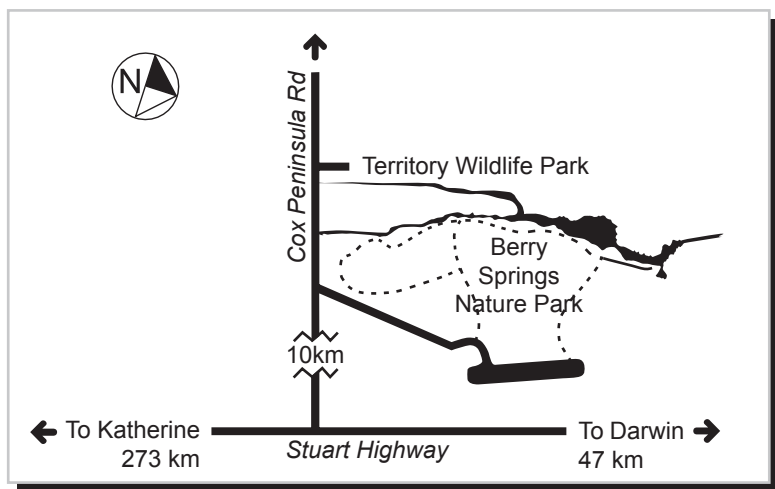 N
Cox Peninsula Rd
Territory Wildlife Park
Berry
Springs
Nature Park
10km
To Katherine
273 km
Stuart Highway
To Darwin
47 km